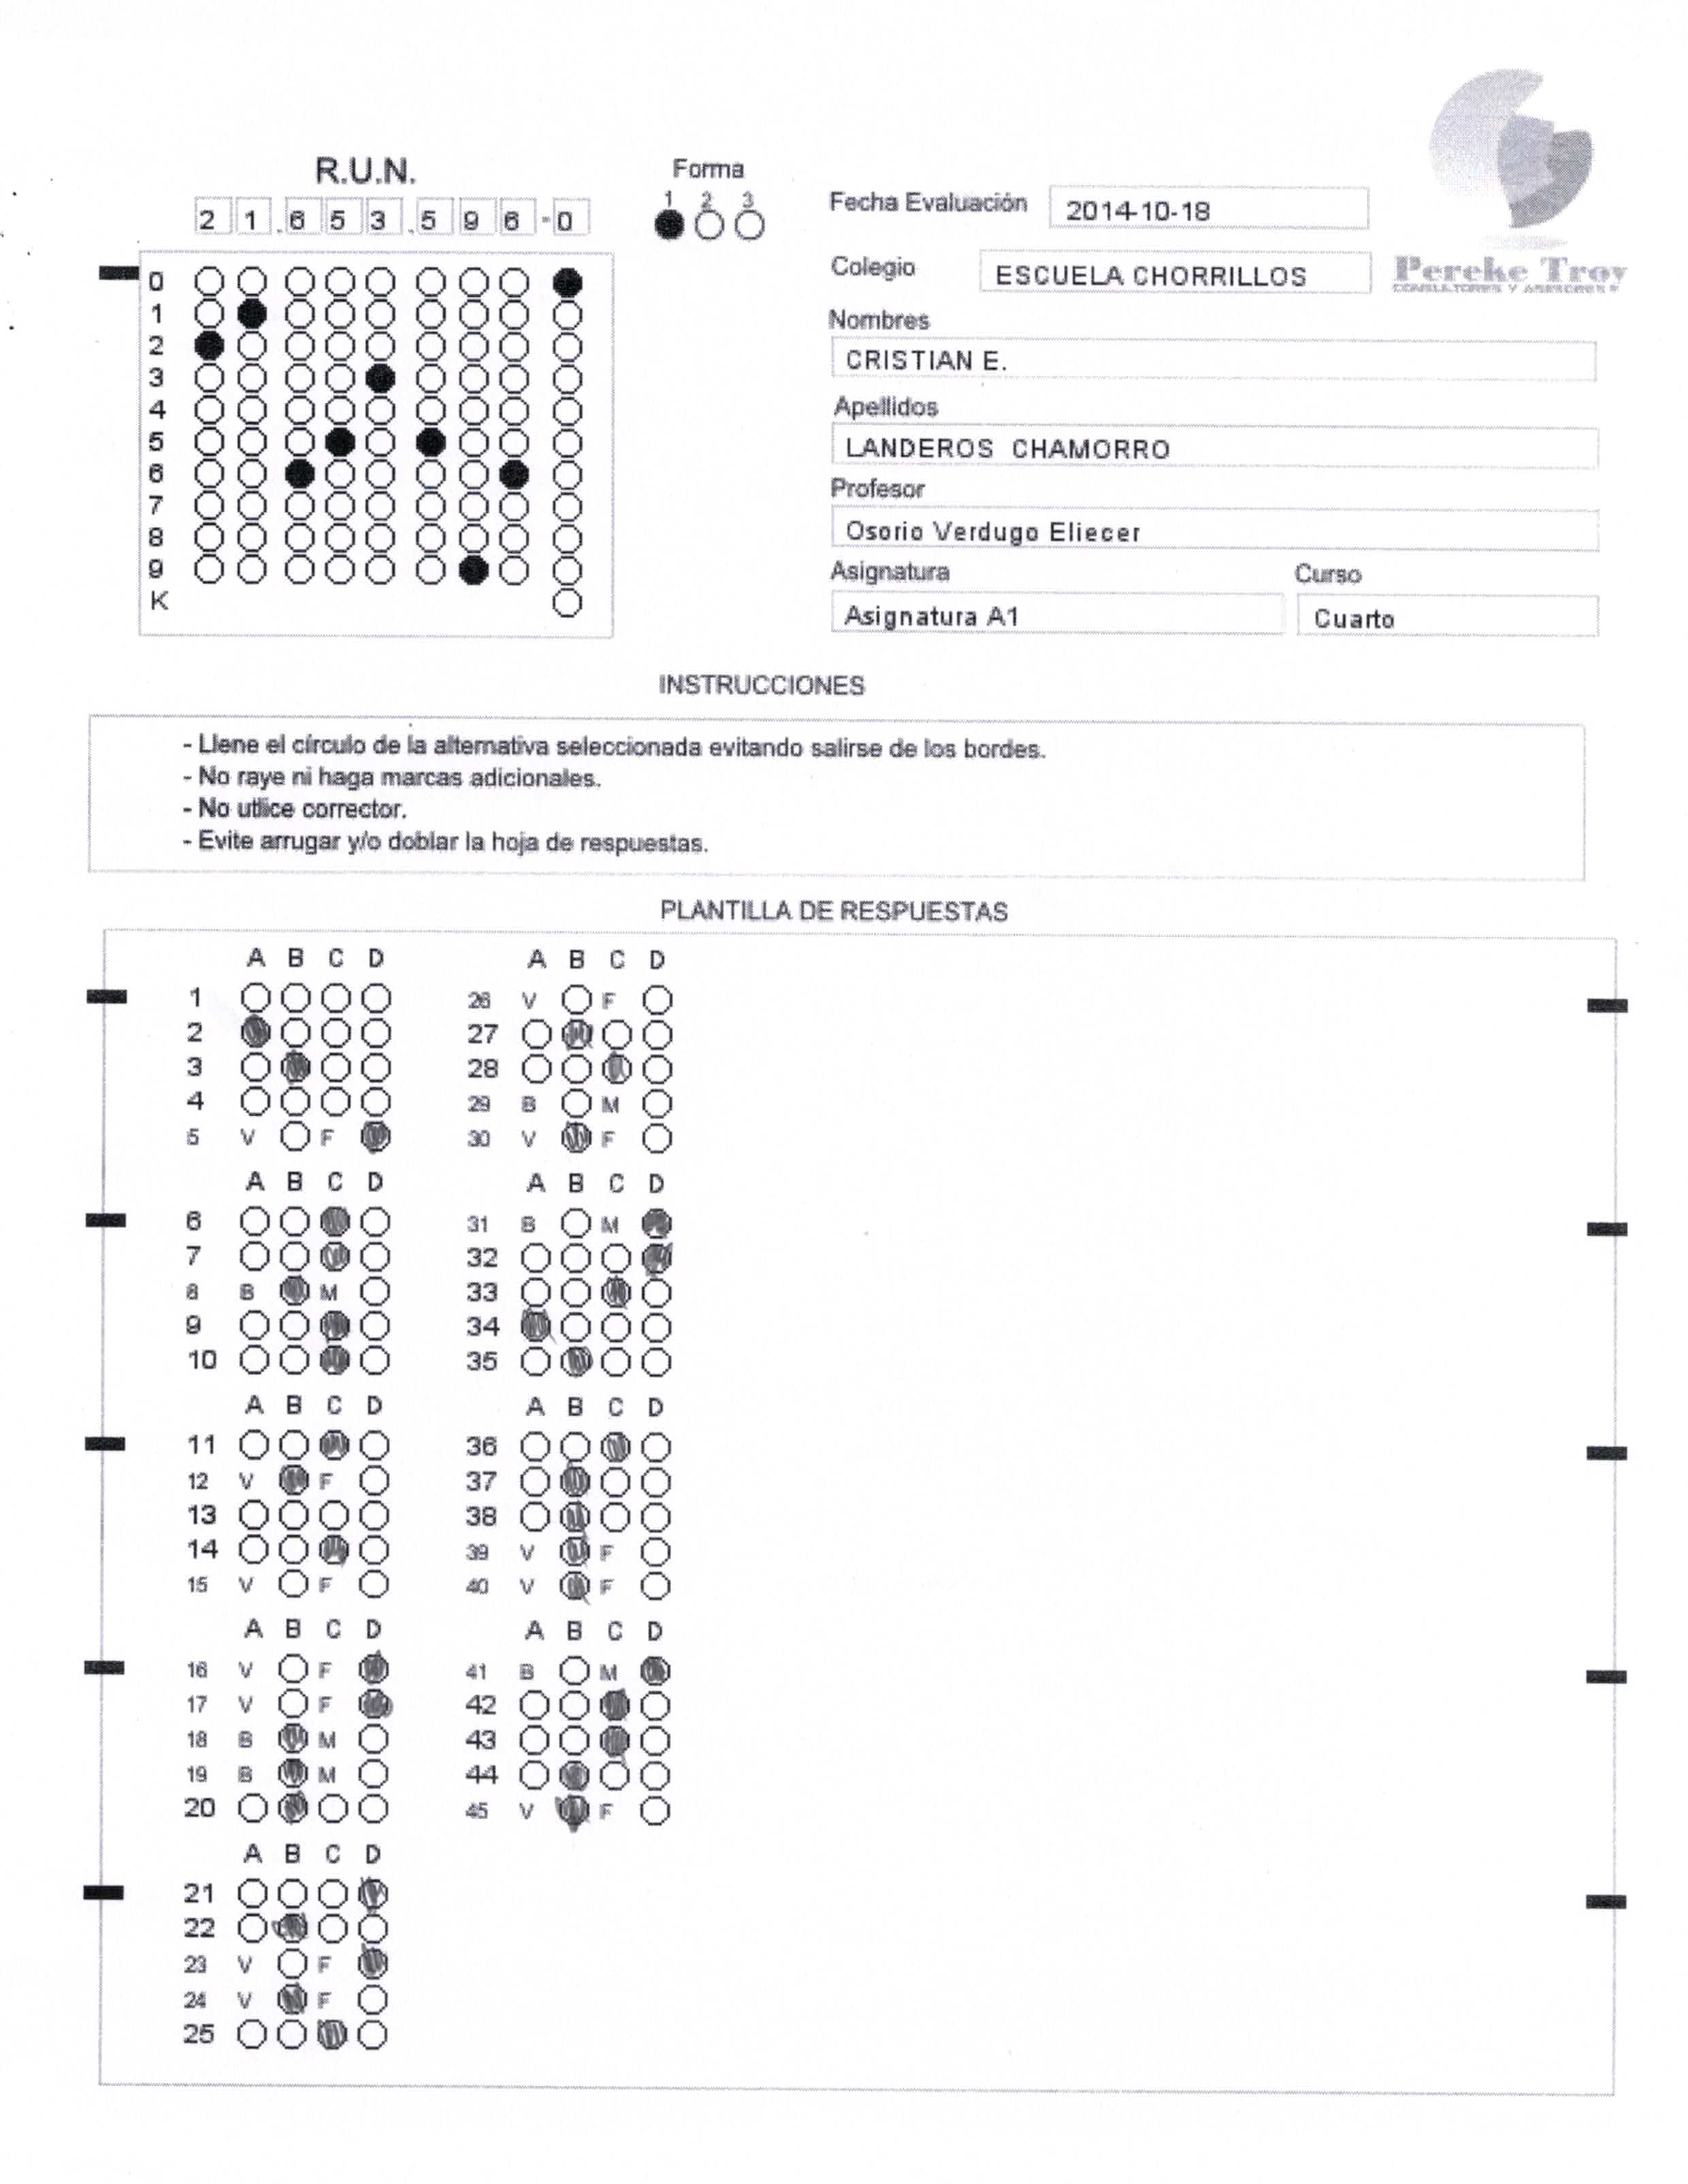 R.U.N.
2 1 . 6 5 3 . 5 9 6 - 0
0
1
2
3
4
5
6
7
8
9
K
Forma
1 2 3
Fecha Evaluación 2014-10-18
Colegio ESCUELA CHORRILLOS
Pereke Troy
Nombres
CRISTIAN E.
Apellidos
LANDEROS CHAMORRO
Profesor
Osorio Verdugo Eliecer
Asignatura Curso
Asignatura A1 Cuarto
INSTRUCCIONES
- Llene el círculo de la alternativa seleccionada evitando salirse de los bordes.
- No raye ni haga marcas adicionales.
- No utlice corrector.
- Evite arrugar y/o doblar la hoja de respuestas.
PLANTILLA DE RESPUESTAS
A B C D
1
2
3
4
5 V F
A B C D
6
7
8 B M
9
10
A B C D
11
12 V F
13
14
15 V F
A B C D
16 V F
17 V F
18 B M
19 B M
20
A B C D
21
22
23 V F
24 V F
25
A B C D
26 V F
27
28
29 B M
30 V F
A B C D
31 B M
32
33
34
35
A B C D
36
37
38
39 V F
40 V F
A B C D
41 B M
42
43
44
45 V F